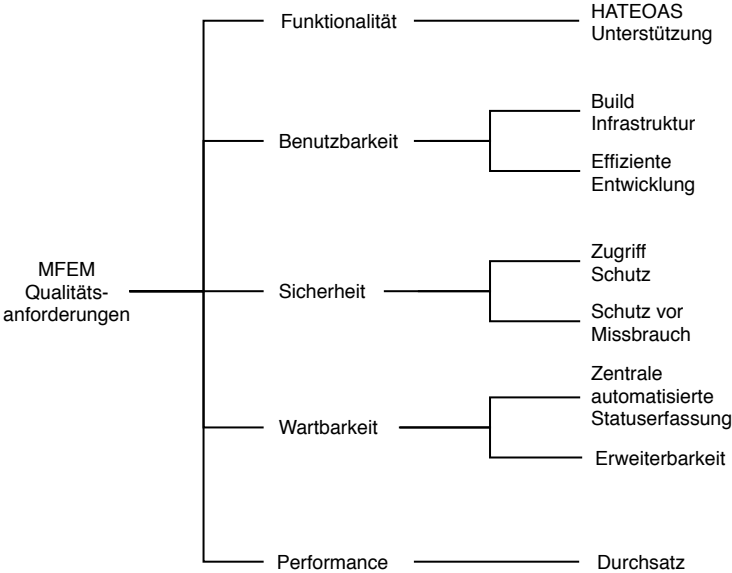 MFEM
Qualitäts-
anforderungen
Funktionalität
HATEOAS
Unterstützung
Benutzbarkeit
Build
Infrastruktur
Effiziente
Entwicklung
Sicherheit
Zugriff
Schutz
Schutz vor
Missbrauch
Wartbarkeit
Zentrale
automatisierte
Statuserfassung
Erweiterbarkeit
Performance
Durchsatz